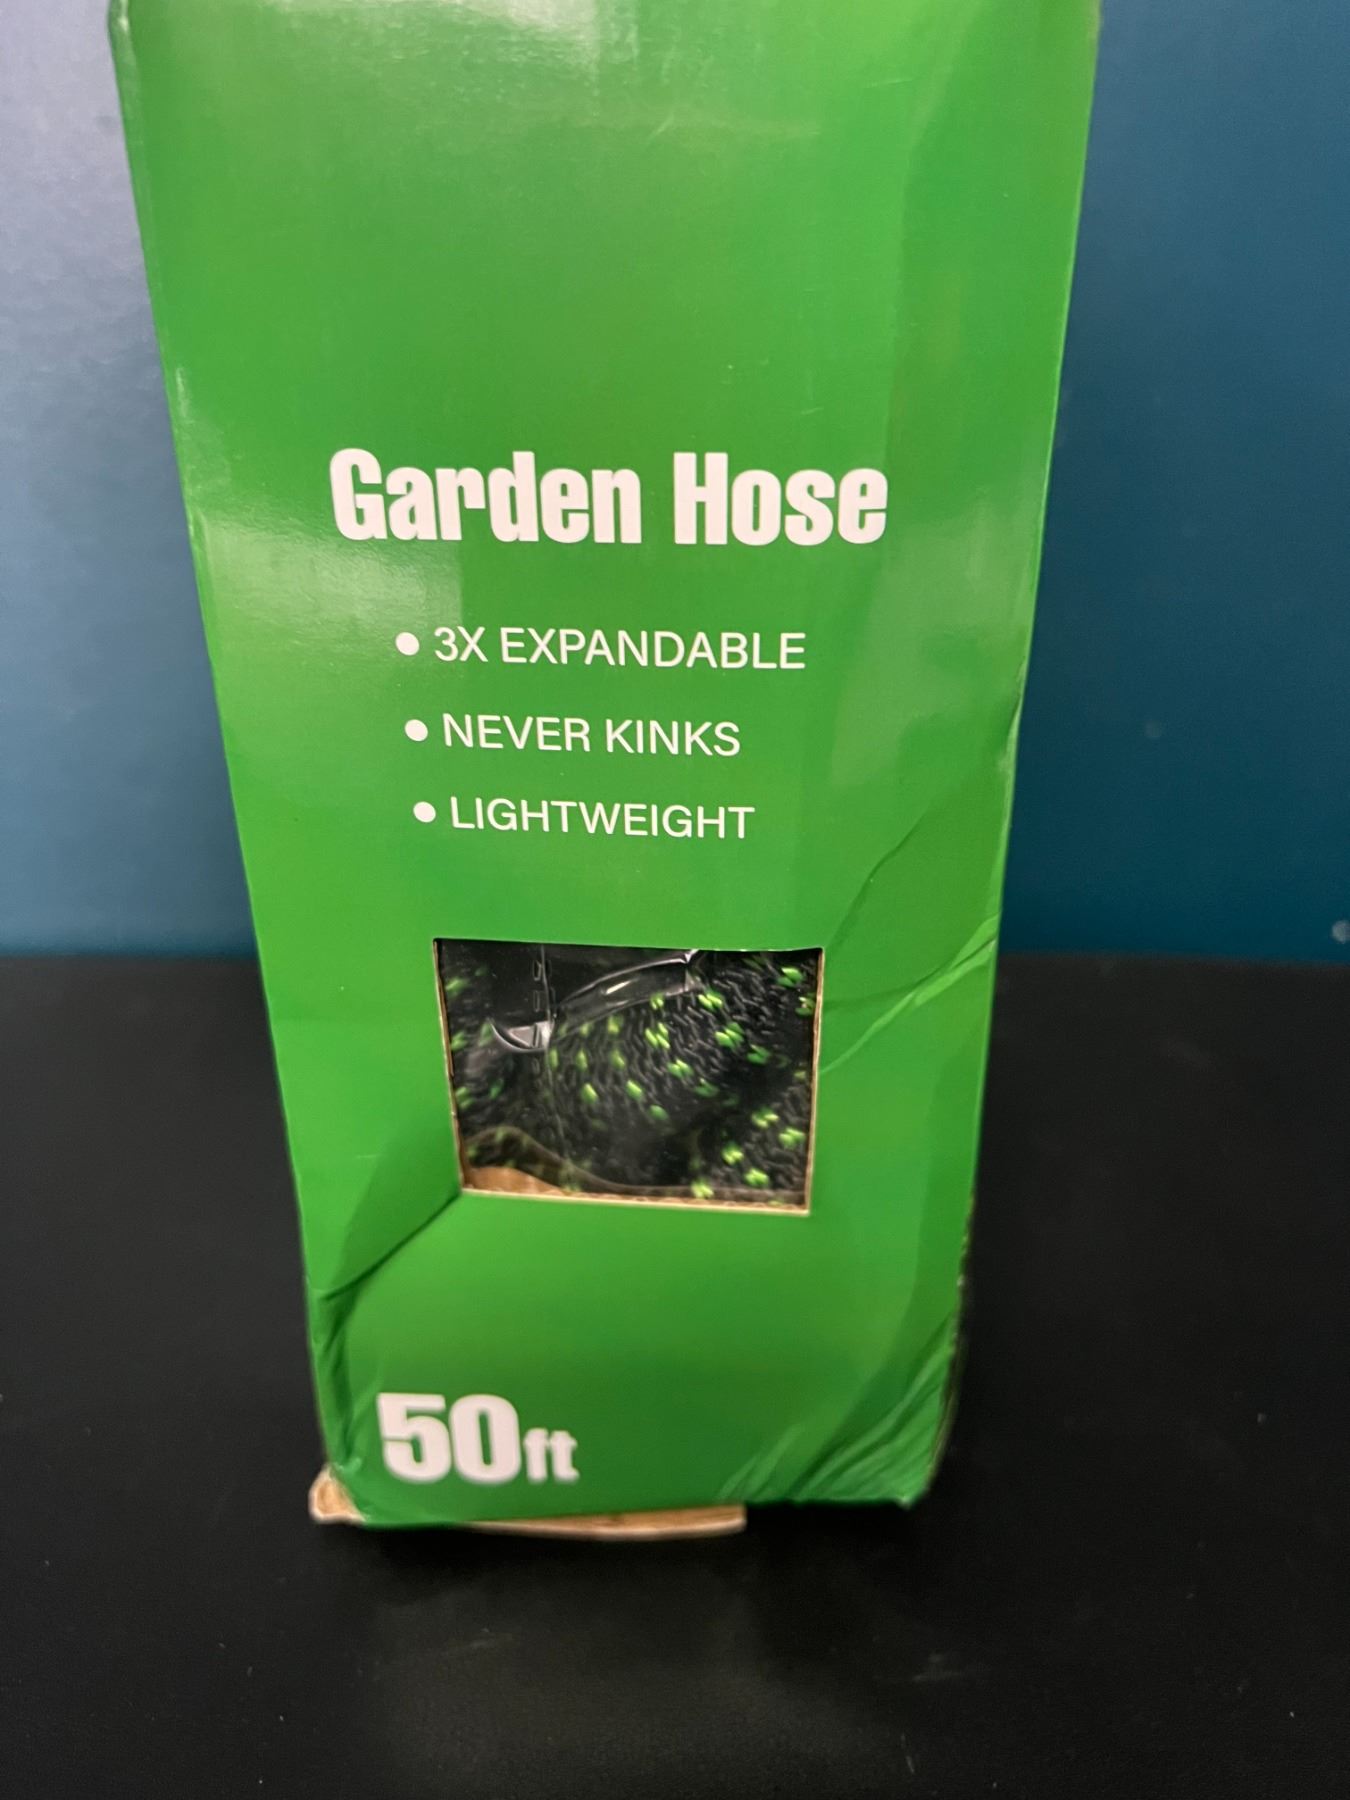 Garden Hose
• 3X EXPANDABLE
• NEVER KINKS
• LIGHTWEIGHT
50ft